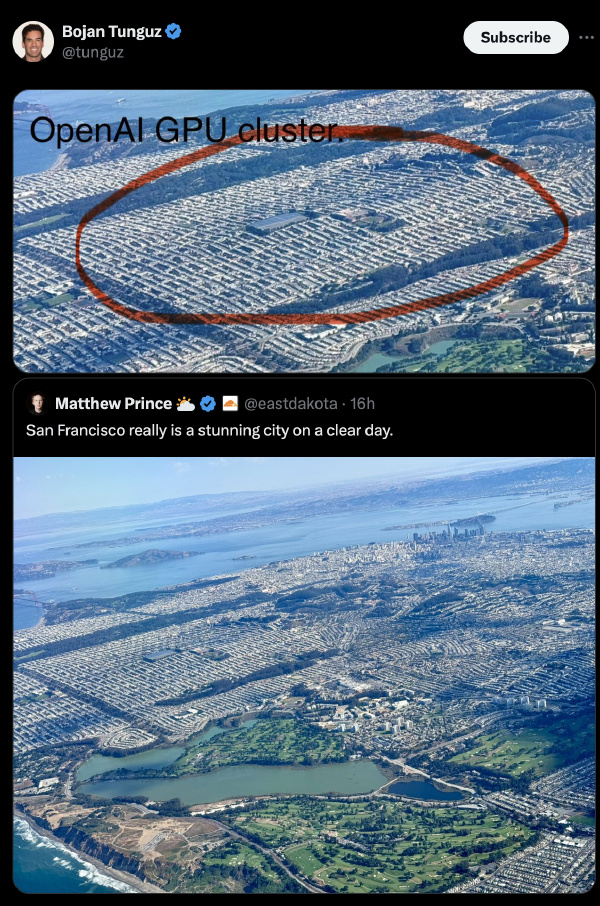 Bojan Tunguz
@tunguz
Subscribe
OpenAI GPU cluster.
Matthew Prince @eastdakota · 16h
San Francisco really is a stunning city on a clear day.